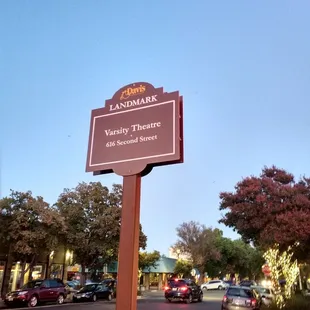 Davis
LANDMARK
Varsity Theatre
616 Second Street